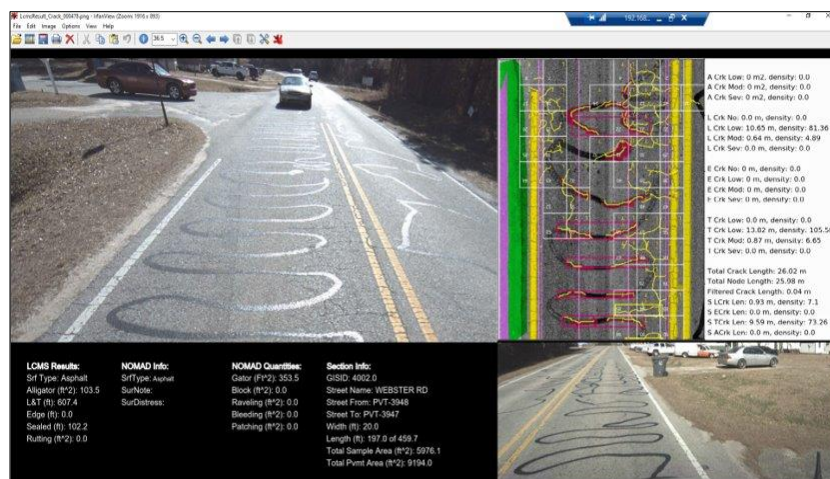 LcmsResult_Crack_000478.png - IrfanView (Zooms 1916 x 893)
192.168..
File Edit Image Options View Help
36.5
A Crk Low: 0 m2, density: 0.0
A Crk Mod: 0 m2, density: 0.0
A Crk Sev: 0 m2, density: 0.0
L Crk No: 0.0 m, density: 0.0
L Crk Low: 10.65 m, density: 81.36
L Crk Mod: 0.64 m, density: 4.89
L Crk Sev: 0.0 m, density: 0.0
E Crk No: 0 m, density: 0.0
E Crk Low: 0 m, density: 0.0
E Crk Mod: 0 m, density: 0.0
E Crk Sev: 0 m, density: 0.0
T Crk Low: 0.0 m, density: 0.0
T Crk Low: 13.82 m, density: 105.5
T Crk Mod: 0.87 m, density: 6.65
T Crk Sev: 0.0 m, density: 0.0
Total Crack Length: 26.02 m
Total Node Length: 25.98 m
Filtered Crack Length: 0.04 m
S LCrk Len: 0.93 m, density: 7.1
S ECrk Len: 0.0 m, density: 0.0
S TCrk Len: 9.59 m, density: 73.26
S ACrk Len: 0.0 m, density: 0.0
LCMS Results:
Srf Type: Asphalt
Alligator (ft^2): 103.5
L&T (ft): 607.4
Edge (ft): 0.0
Sealed (ft): 102.2
Rutting (ft^2): 0.0
NOMAD Info:
SrfType: Asphalt
SurNote:
SurDistress:
NOMAD Quantities:
Gator (Ft^2): 353.5
Block (ft^2): 0.0
Raveling (ft^2): 0.0
Bleeding (ft^2): 0.0
Patching (ft^2): 0.0
Section Info:
GISID: 4002.0
Street Name: WEBSTER RD
Street From: PVT-3948
Street To: PVT-3947
Width (ft): 20.0
Length (ft): 197.0 of 459.7
Total Sample Area (ft^2): 5976.1
Total Pvmt Area (ft^2): 9194.0